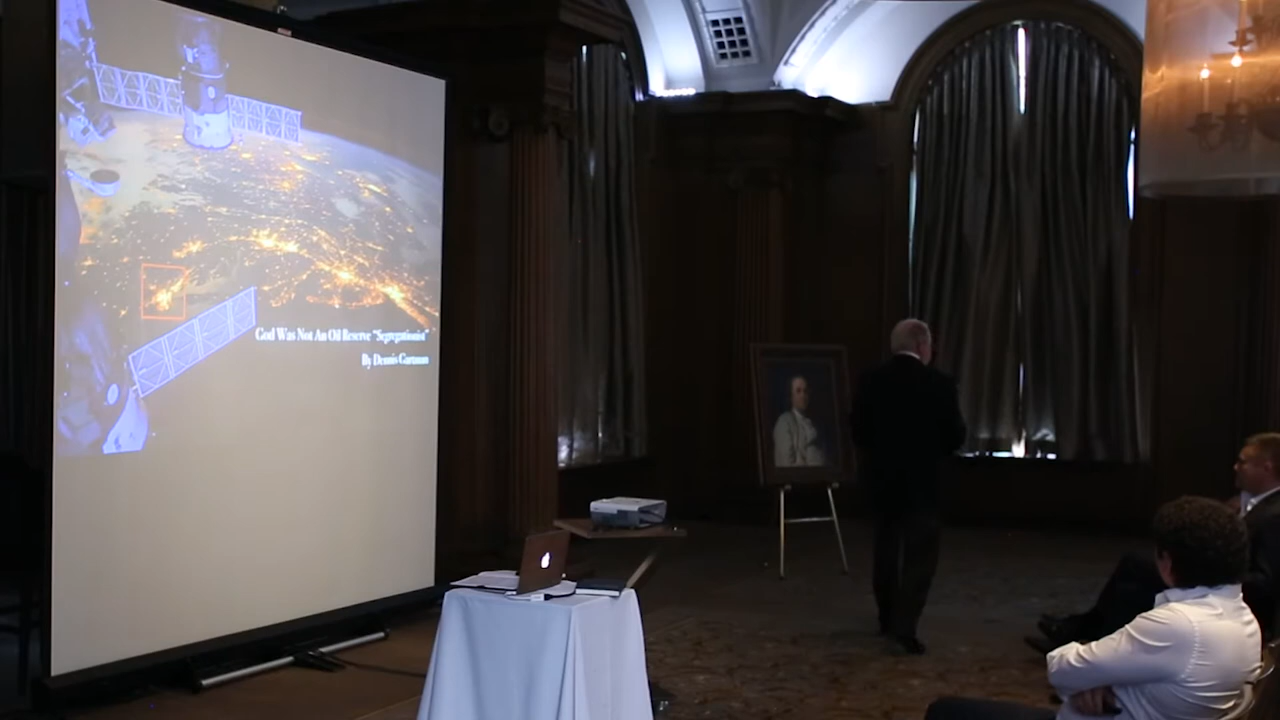 God Was Not An Oil Reserve "Segregationist"
By Dennis Gartman